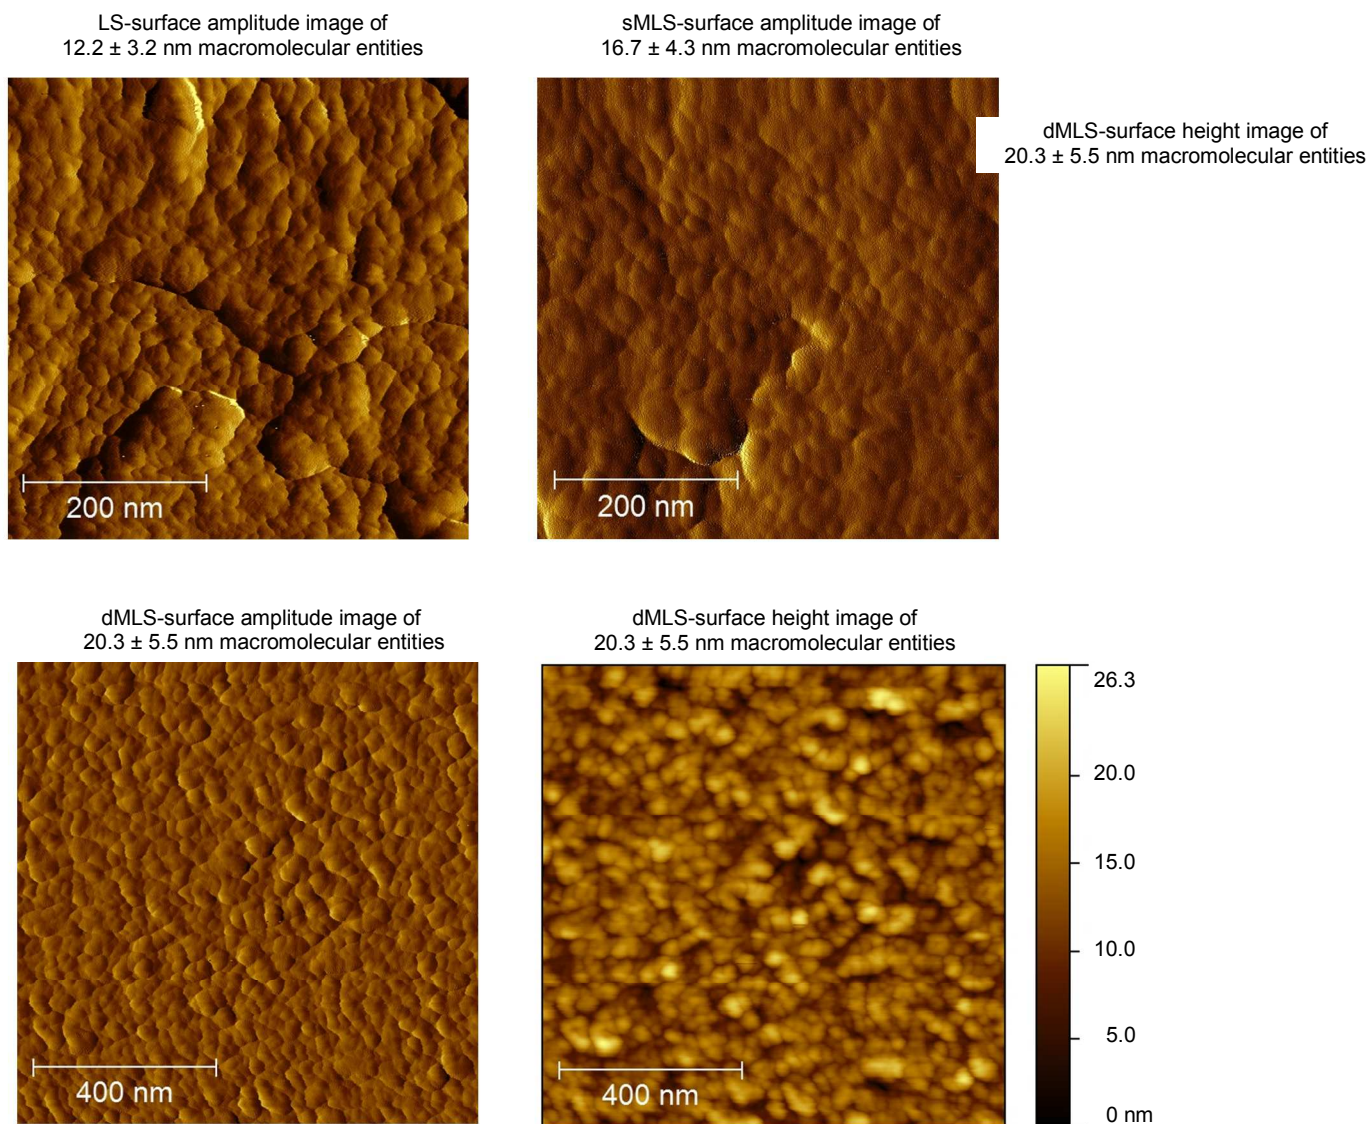 LS-surface amplitude image of
12.2 ± 3.2 nm macromolecular entities
sMLS-surface amplitude image of
16.7 ± 4.3 nm macromolecular entities
dMLS-surface height image of
20.3 ± 5.5 nm macromolecular entities
200 nm
200 nm
dMLS-surface amplitude image of
20.3 ± 5.5 nm macromolecular entities
dMLS-surface height image of
20.3 ± 5.5 nm macromolecular entities
26.3
20.0
15.0
10.0
5.0
0 nm
400 nm
400 nm